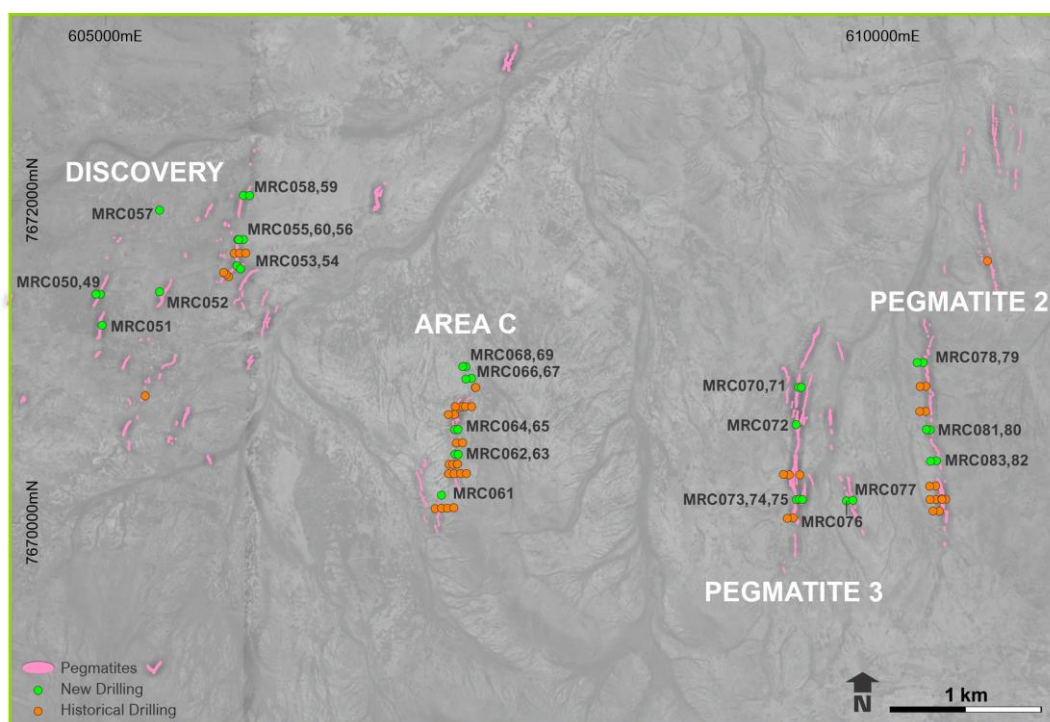 605000mE
610000mE
7672000mN
7670000mN
DISCOVERY
MRC058,59
MRC057
MRC055,60,56
MRC053,54
MRC050,49
MRC052
MRC051
AREA C
MRC068,69
MRC066,67
MRC064,65
MRC062,63
MRC061
PEGMATITE 2
MRC078,79
MRC070,71
MRC072
MRC081,80
MRC083,82
MRC077
MRC073,74,75
MRC076
PEGMATITE 3
Pegmatites
New Drilling
Historical Drilling
N
1 km